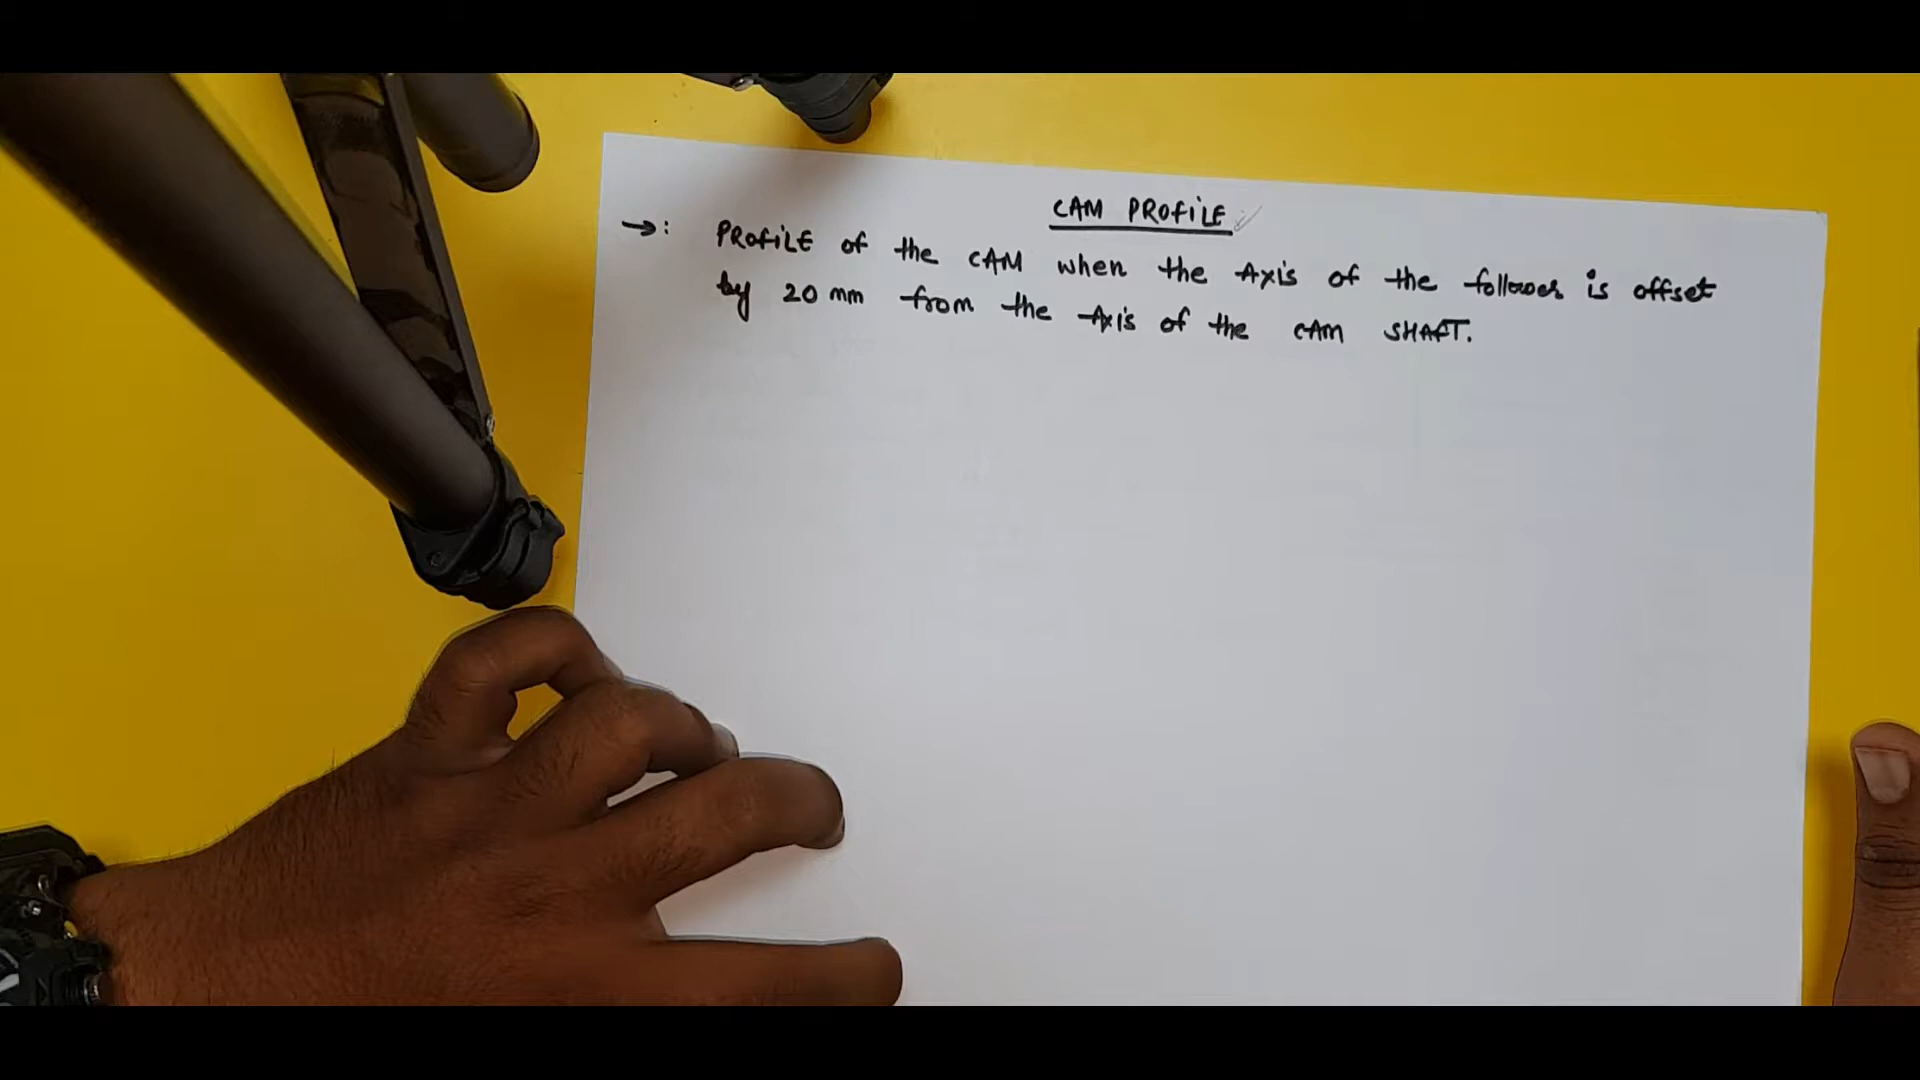 CAM PROFILE
→: PROFILE of the CAM when the Axis of the follower is offset
by 20 mm from the Axis of the CAM SHAFT.